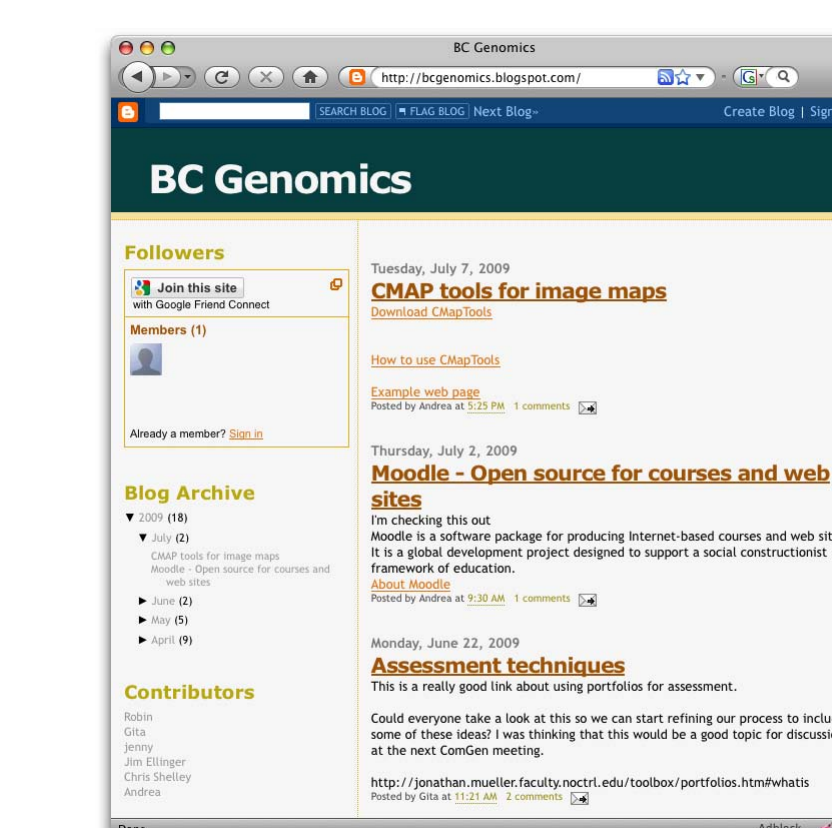 BC Genomics
http://bcgenomics.blogspot.com/
SEARCH BLOG FLAG BLOG Next Blog» Create Blog |
BC Genomics
Followers
Join this site
with Google Friend Connect
Members (1)
Already a member? Sign in
Blog Archive
▼ 2009 (18)
▼ July (2)
CMAP tools for image maps
Moodle - Open source for courses and
web sites
► June (2)
► May (5)
► April (9)
Contributors
Robin
Gita
jenny
Jim Ellinger
Chris Shelley
Andrea
Tuesday, July 7, 2009
CMAP tools for image maps
Download CMapTools
How to use CMapTools
Example web page
Posted by Andrea at 5:25 PM 1 comments
Thursday, July 2, 2009
Moodle - Open source for courses and web
sites
I'm checking this out
Moodle is a software package for producing Internet-based courses and web sit
It is a global development project designed to support a social constructionist
framework of education.
About Moodle
Posted by Andrea at 9:30 AM 1 comments
Monday, June 22, 2009
Assessment techniques
This is a really good link about using portfolios for assessment.
Could everyone take a look at this so we can start refining our process to inclu
some of these ideas? I was thinking that this would be a good topic for discussi
at the next ComGen meeting.
http://jonathan.mueller.faculty.noctrl.edu/toolbox/portfolios.htm#whatis
Posted by Gita at 11:21 AM 2 comments